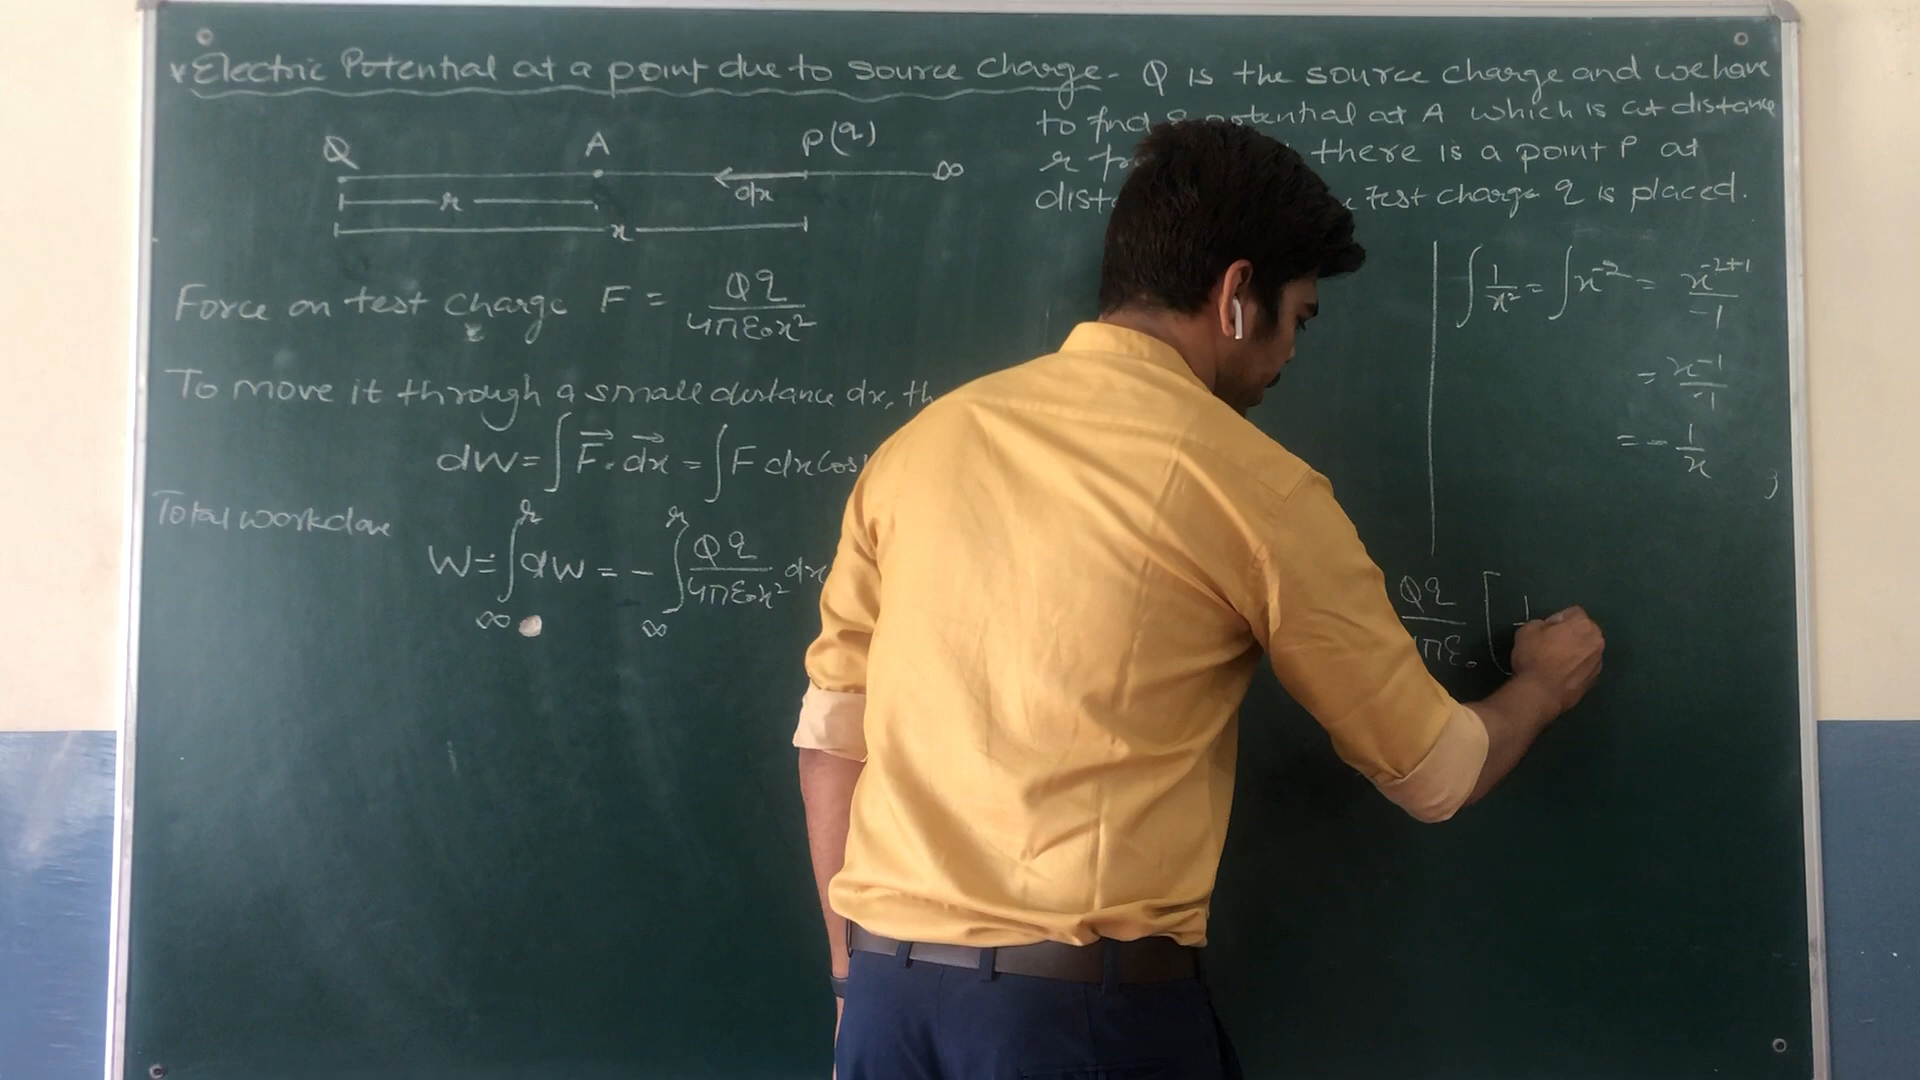 Electric Potential at a point due to source charge- Q is the source charge and we have
to find potential at A which is at distance
r there is a point P at
test charge q is placed.
Q A P(q) ∞
dx
r
x
Force on test charge F = Qq / 4πε₀x²
To move it through a small distance dx,
dW = ∫ F⃗ . dx⃗ = ∫ F dx Cos
Total workdone
W = ∫_∞^r dW = - ∫_∞^r Qq / 4πε₀x² dx
∫ 1/x² = ∫ x⁻² = x⁻²⁺¹ / -1
= x⁻¹ / -1
= - 1/x
Qq / 4πε₀ [ 1